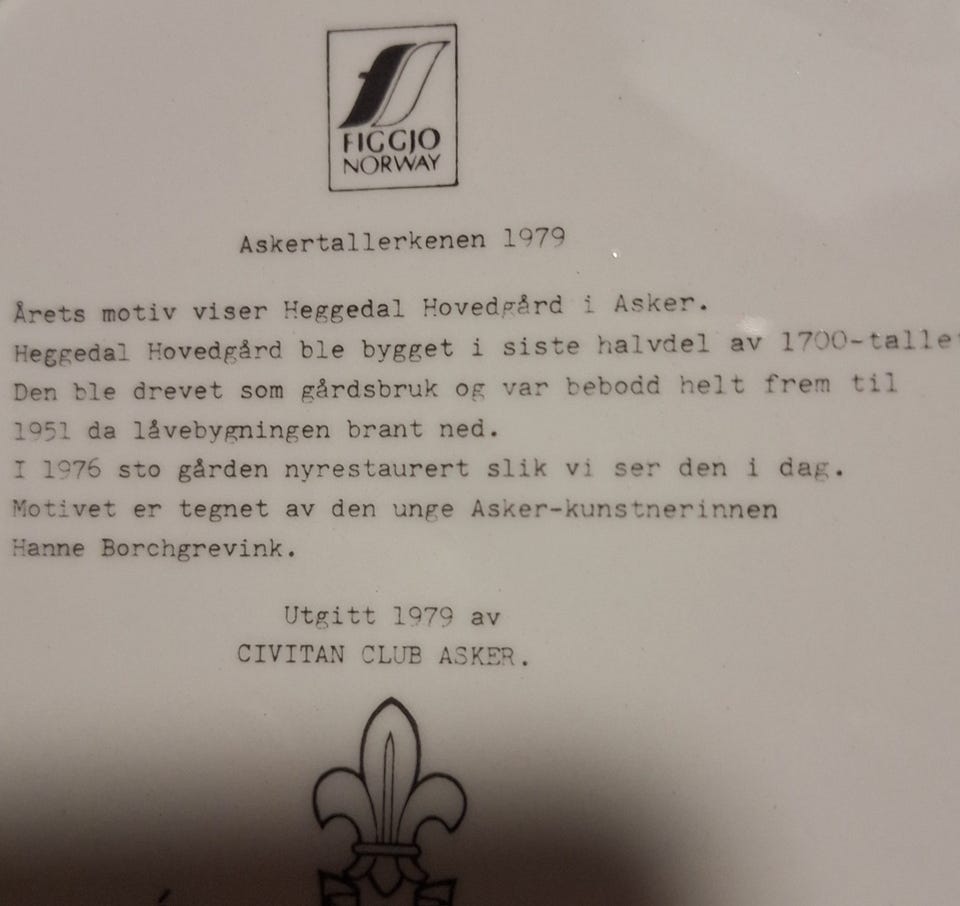 FIGGJO
NORWAY
Askertallerkenen 1979
Årets motiv viser Heggedal Hovedgård i Asker.
Heggedal Hovedgård ble bygget i siste halvdel av 1700-tallet
Den ble drevet som gårdsbruk og var bebodd helt frem til
1951 da låvebygningen brant ned.
I 1976 sto gården nyrestaurert slik vi ser den i dag.
Motivet er tegnet av den unge Asker-kunstnerinnen
Hanne Borchgrevink.
Utgitt 1979 av
CIVITAN CLUB ASKER.